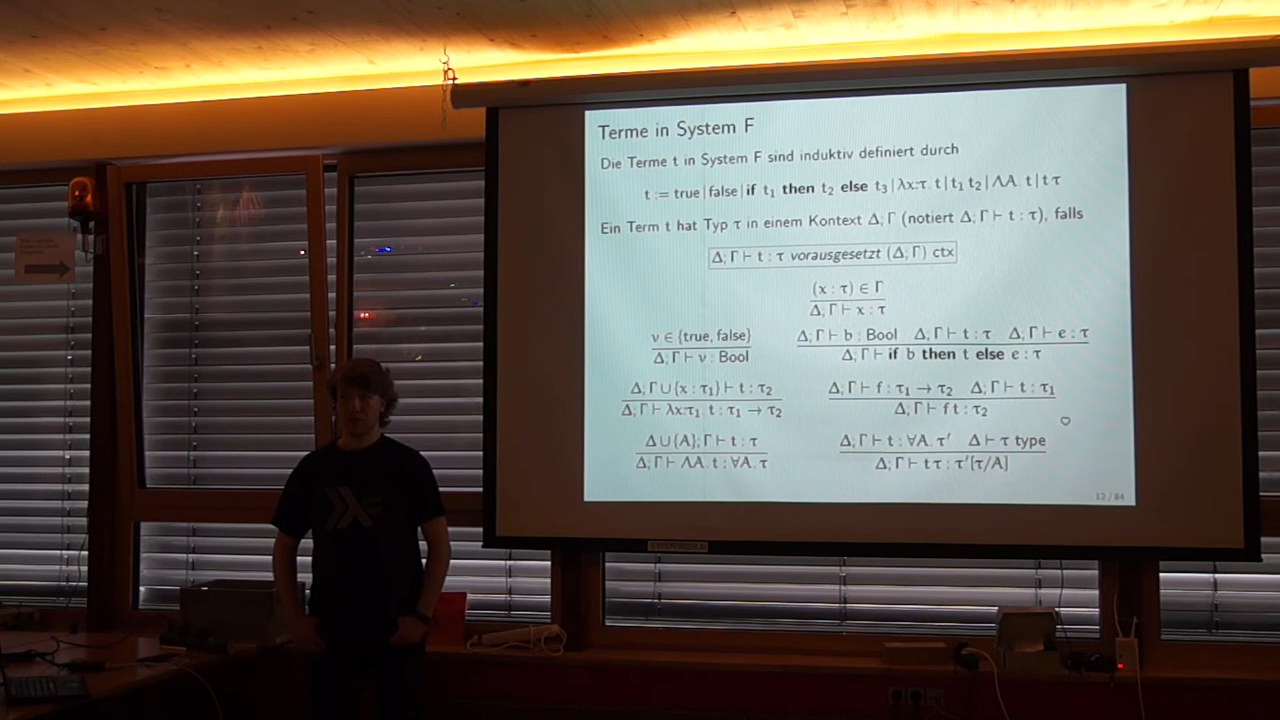 Terme in System F
Die Terme t in System F sind induktiv definiert durch
t := true | false | if t₁ then t₂ else t₃ | λx:τ. t | t₁ t₂ | ΛA. t | t τ
Ein Term t hat Typ τ in einem Kontext Δ; Γ (notiert Δ; Γ ⊢ t : τ), falls
Δ; Γ ⊢ t : τ vorausgesetzt (Δ; Γ) ctx
(x : τ) ∈ Γ
Δ; Γ ⊢ x : τ
ν ∈ {true, false}
Δ; Γ ⊢ ν : Bool
Δ; Γ ⊢ b : Bool Δ; Γ ⊢ t : τ Δ; Γ ⊢ e : τ
Δ; Γ ⊢ if b then t else e : τ
Δ; Γ ∪ {x : τ₁} ⊢ t : τ₂
Δ; Γ ⊢ λx:τ₁. t : τ₁ → τ₂
Δ; Γ ⊢ f : τ₁ → τ₂ Δ; Γ ⊢ t : τ₁
Δ; Γ ⊢ f t : τ₂
Δ ∪ {A}; Γ ⊢ t : τ
Δ; Γ ⊢ ΛA. t : ∀A. τ
Δ; Γ ⊢ t : ∀A. τ′ Δ ⊢ τ type
Δ; Γ ⊢ t τ : τ′[τ/A]
12 / 84